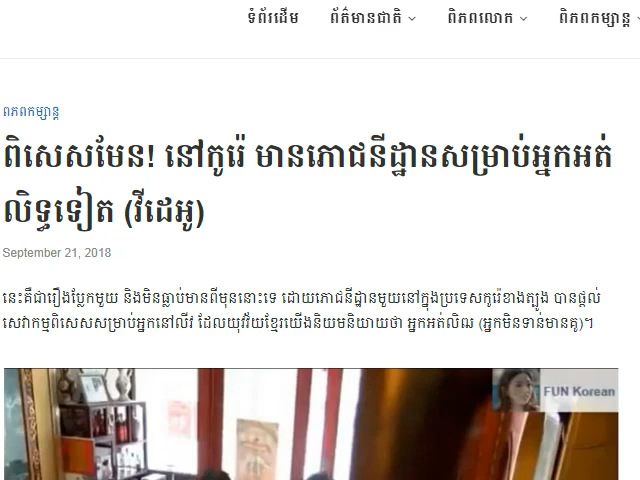 ទំព័រដើម ព័ត៌មានជាតិ ពិភពលោក ពិភពកម្សាន្ត
ពភពកម្សាន្ត
ពិសេសមែន! នៅកូរ៉េ មានភោជនីដ្ឋានសម្រាប់អ្នកអត់
លិទ្ធទៀត (វីដេអូ)
September 21, 2018
នេះគឺជារឿងប្លែកមួយ និងមិនធ្លាប់មានពីមុននោះទេ ដោយភោជនីដ្ឋានមួយនៅក្នុងប្រទេសកូរ៉េខាងត្បូង បានផ្តល់
សេវាកម្មពិសេសសម្រាប់អ្នកនៅលីវ ដែលយុវវ័យខ្មែរយើងនិយមនិយាយថា អ្នកអត់លិឍ (អ្នកមិនទាន់មានគូ)។
FUN Korean